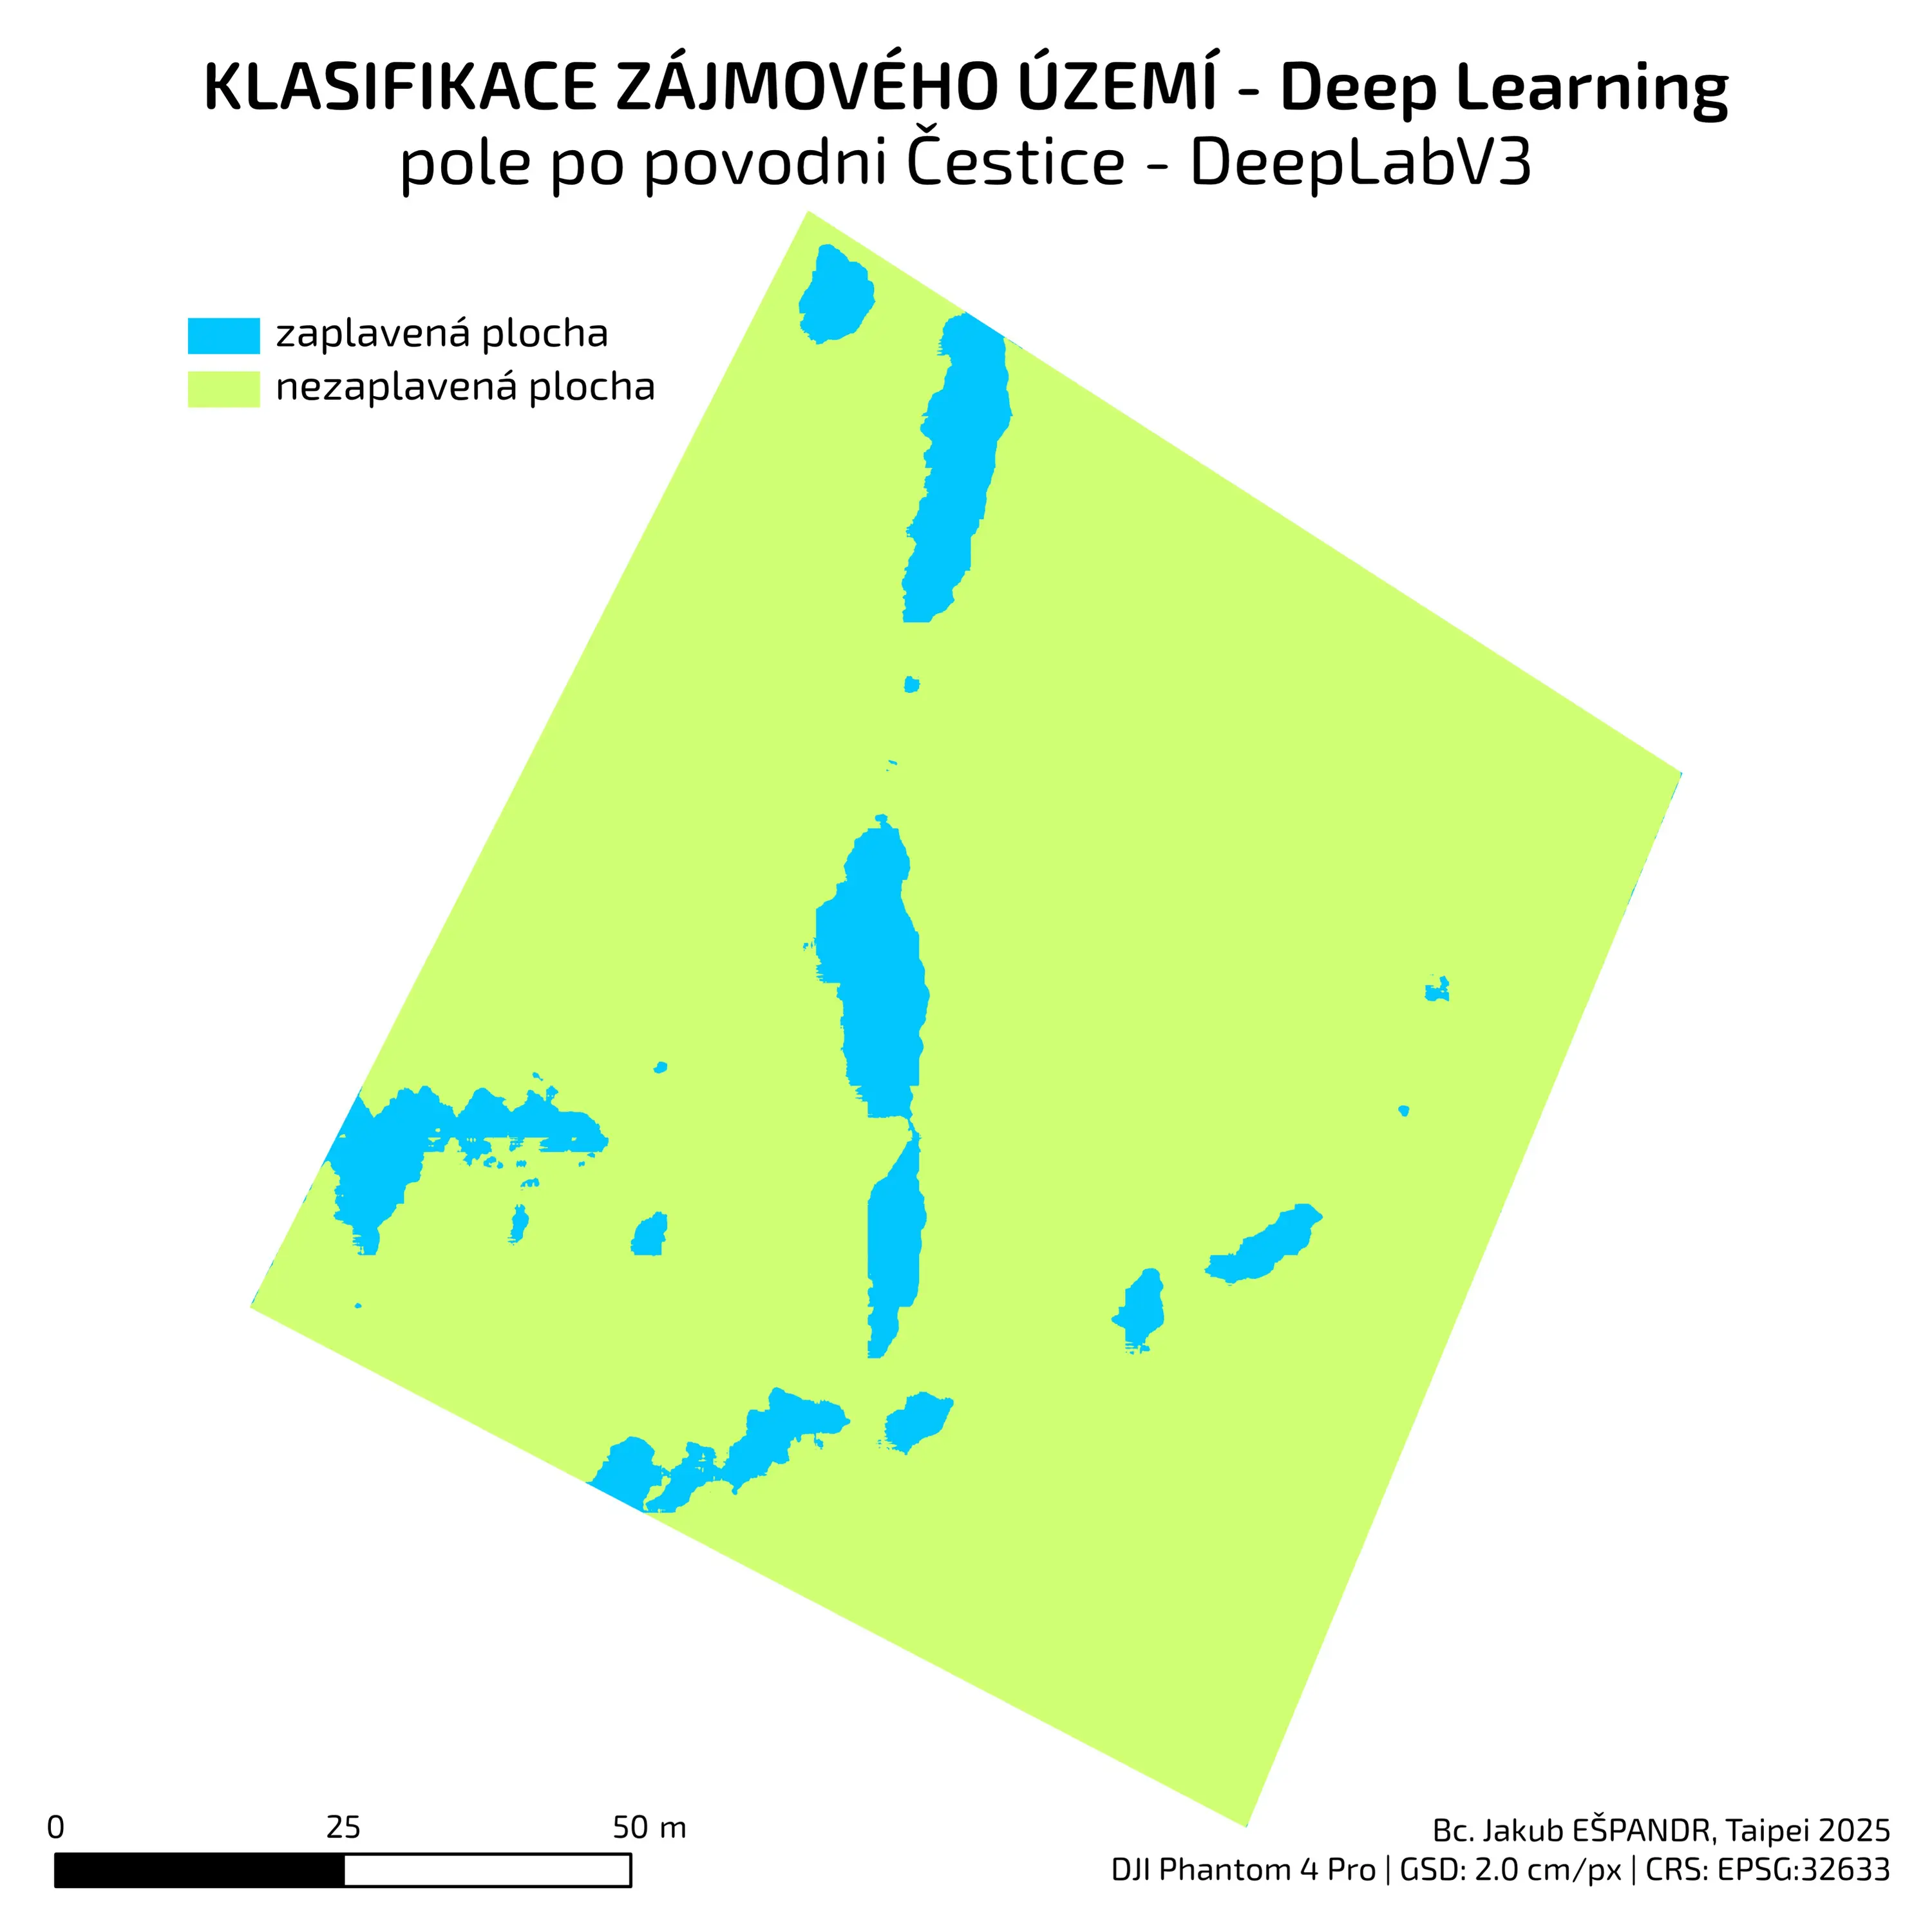 KLASIFIKACE ZÁJMOVÉHO ÚZEMÍ - Deep Learning
pole po povodni Čestice - DeepLabV3
zaplavená plocha
nezaplavená plocha
0 25 50 m
Bc. Jakub EŠPANDR, Taipei 2025
DJI Phantom 4 Pro | GSD: 2.0 cm/px | CRS: EPSG:32633